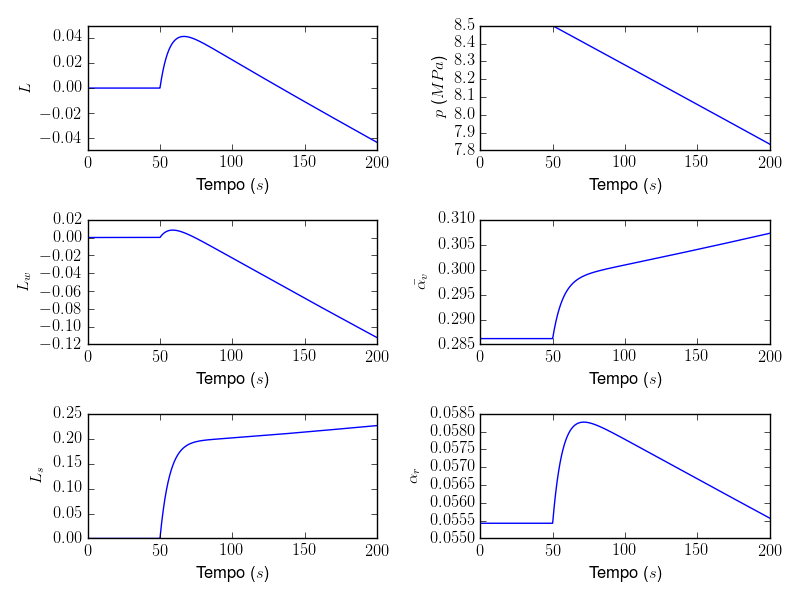 L
0.04
0.02
0.00
−0.02
−0.04
0 50 100 150 200
Tempo (s)
p (MPa)
8.5
8.4
8.3
8.2
8.1
8.0
7.9
7.8
0 50 100 150 200
Tempo (s)
L_w
0.02
0.00
−0.02
−0.04
−0.06
−0.08
−0.10
−0.12
0 50 100 150 200
Tempo (s)
ᾱ_v
0.310
0.305
0.300
0.295
0.290
0.285
0 50 100 150 200
Tempo (s)
L_s
0.25
0.20
0.15
0.10
0.05
0.00
0 50 100 150 200
Tempo (s)
α_r
0.0585
0.0580
0.0575
0.0570
0.0565
0.0560
0.0555
0.0550
0 50 100 150 200
Tempo (s)